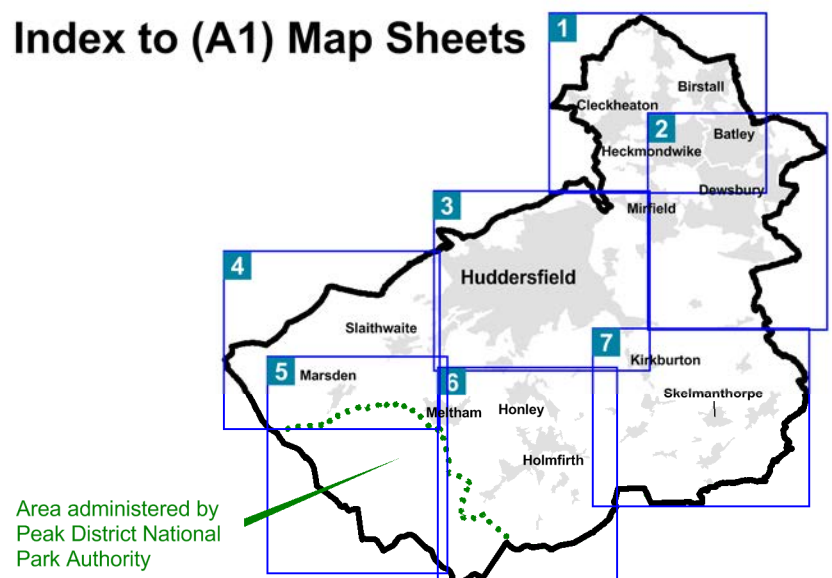 Index to (A1) Map Sheets
1
Birstall
Cleckheaton
2
Batley
Heckmondwike
Dewsbury
3
Mirfield
4
Huddersfield
Slaithwaite
7
Kirkburton
5
Marsden
6
Skelmanthorpe
Meltham
Honley
Holmfirth
Area administered by
Peak District National
Park Authority